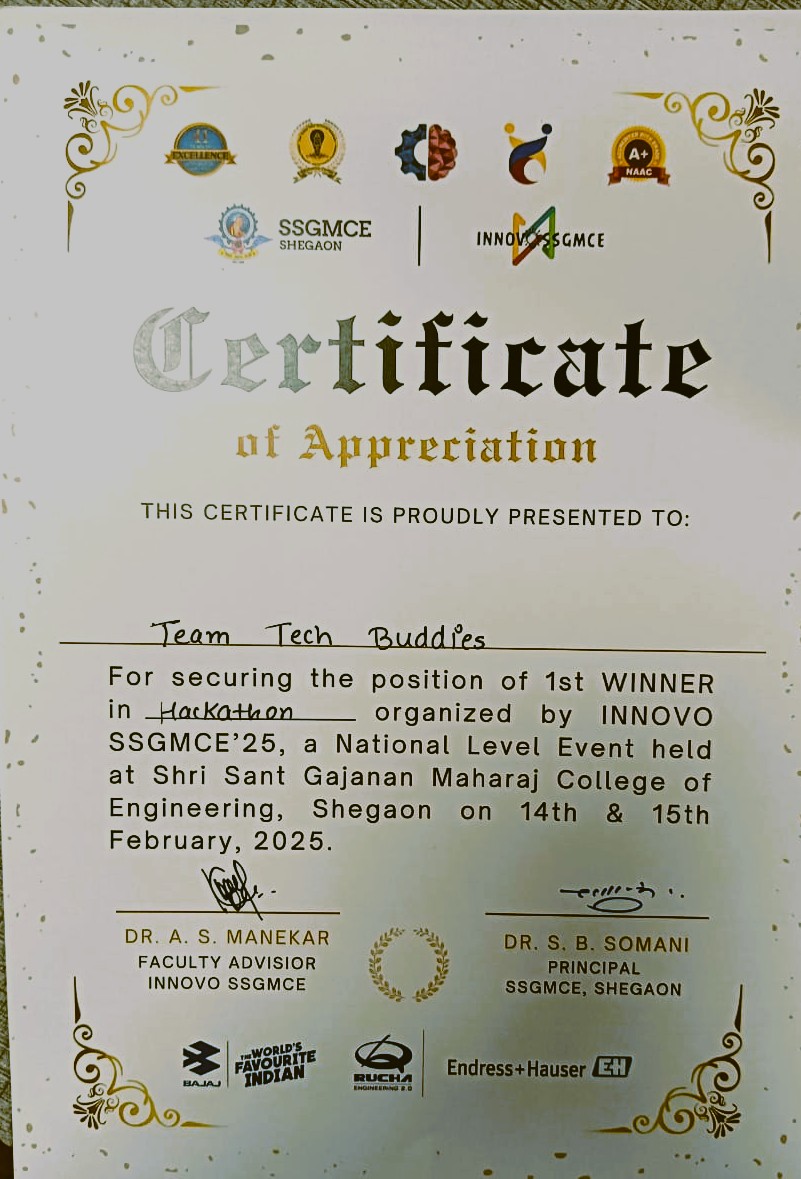 EXCELLENCE
A+
NAAC
SSGMCE
SHEGAON
INNOVO SSGMCE
Certificate
of Appreciation
THIS CERTIFICATE IS PROUDLY PRESENTED TO:
Team Tech Buddies
For securing the position of 1st WINNER
in Hackathon organized by INNOVO
SSGMCE'25, a National Level Event held
at Shri Sant Gajanan Maharaj College of
Engineering, Shegaon on 14th & 15th
February, 2025.
DR. A. S. MANEKAR
FACULTY ADVISIOR
INNOVO SSGMCE
DR. S. B. SOMANI
PRINCIPAL
SSGMCE, SHEGAON
BAJAJ
THE WORLD'S
FAVOURITE
INDIAN
RUCHA
ENGINEERING 2.0
Endress+Hauser EH